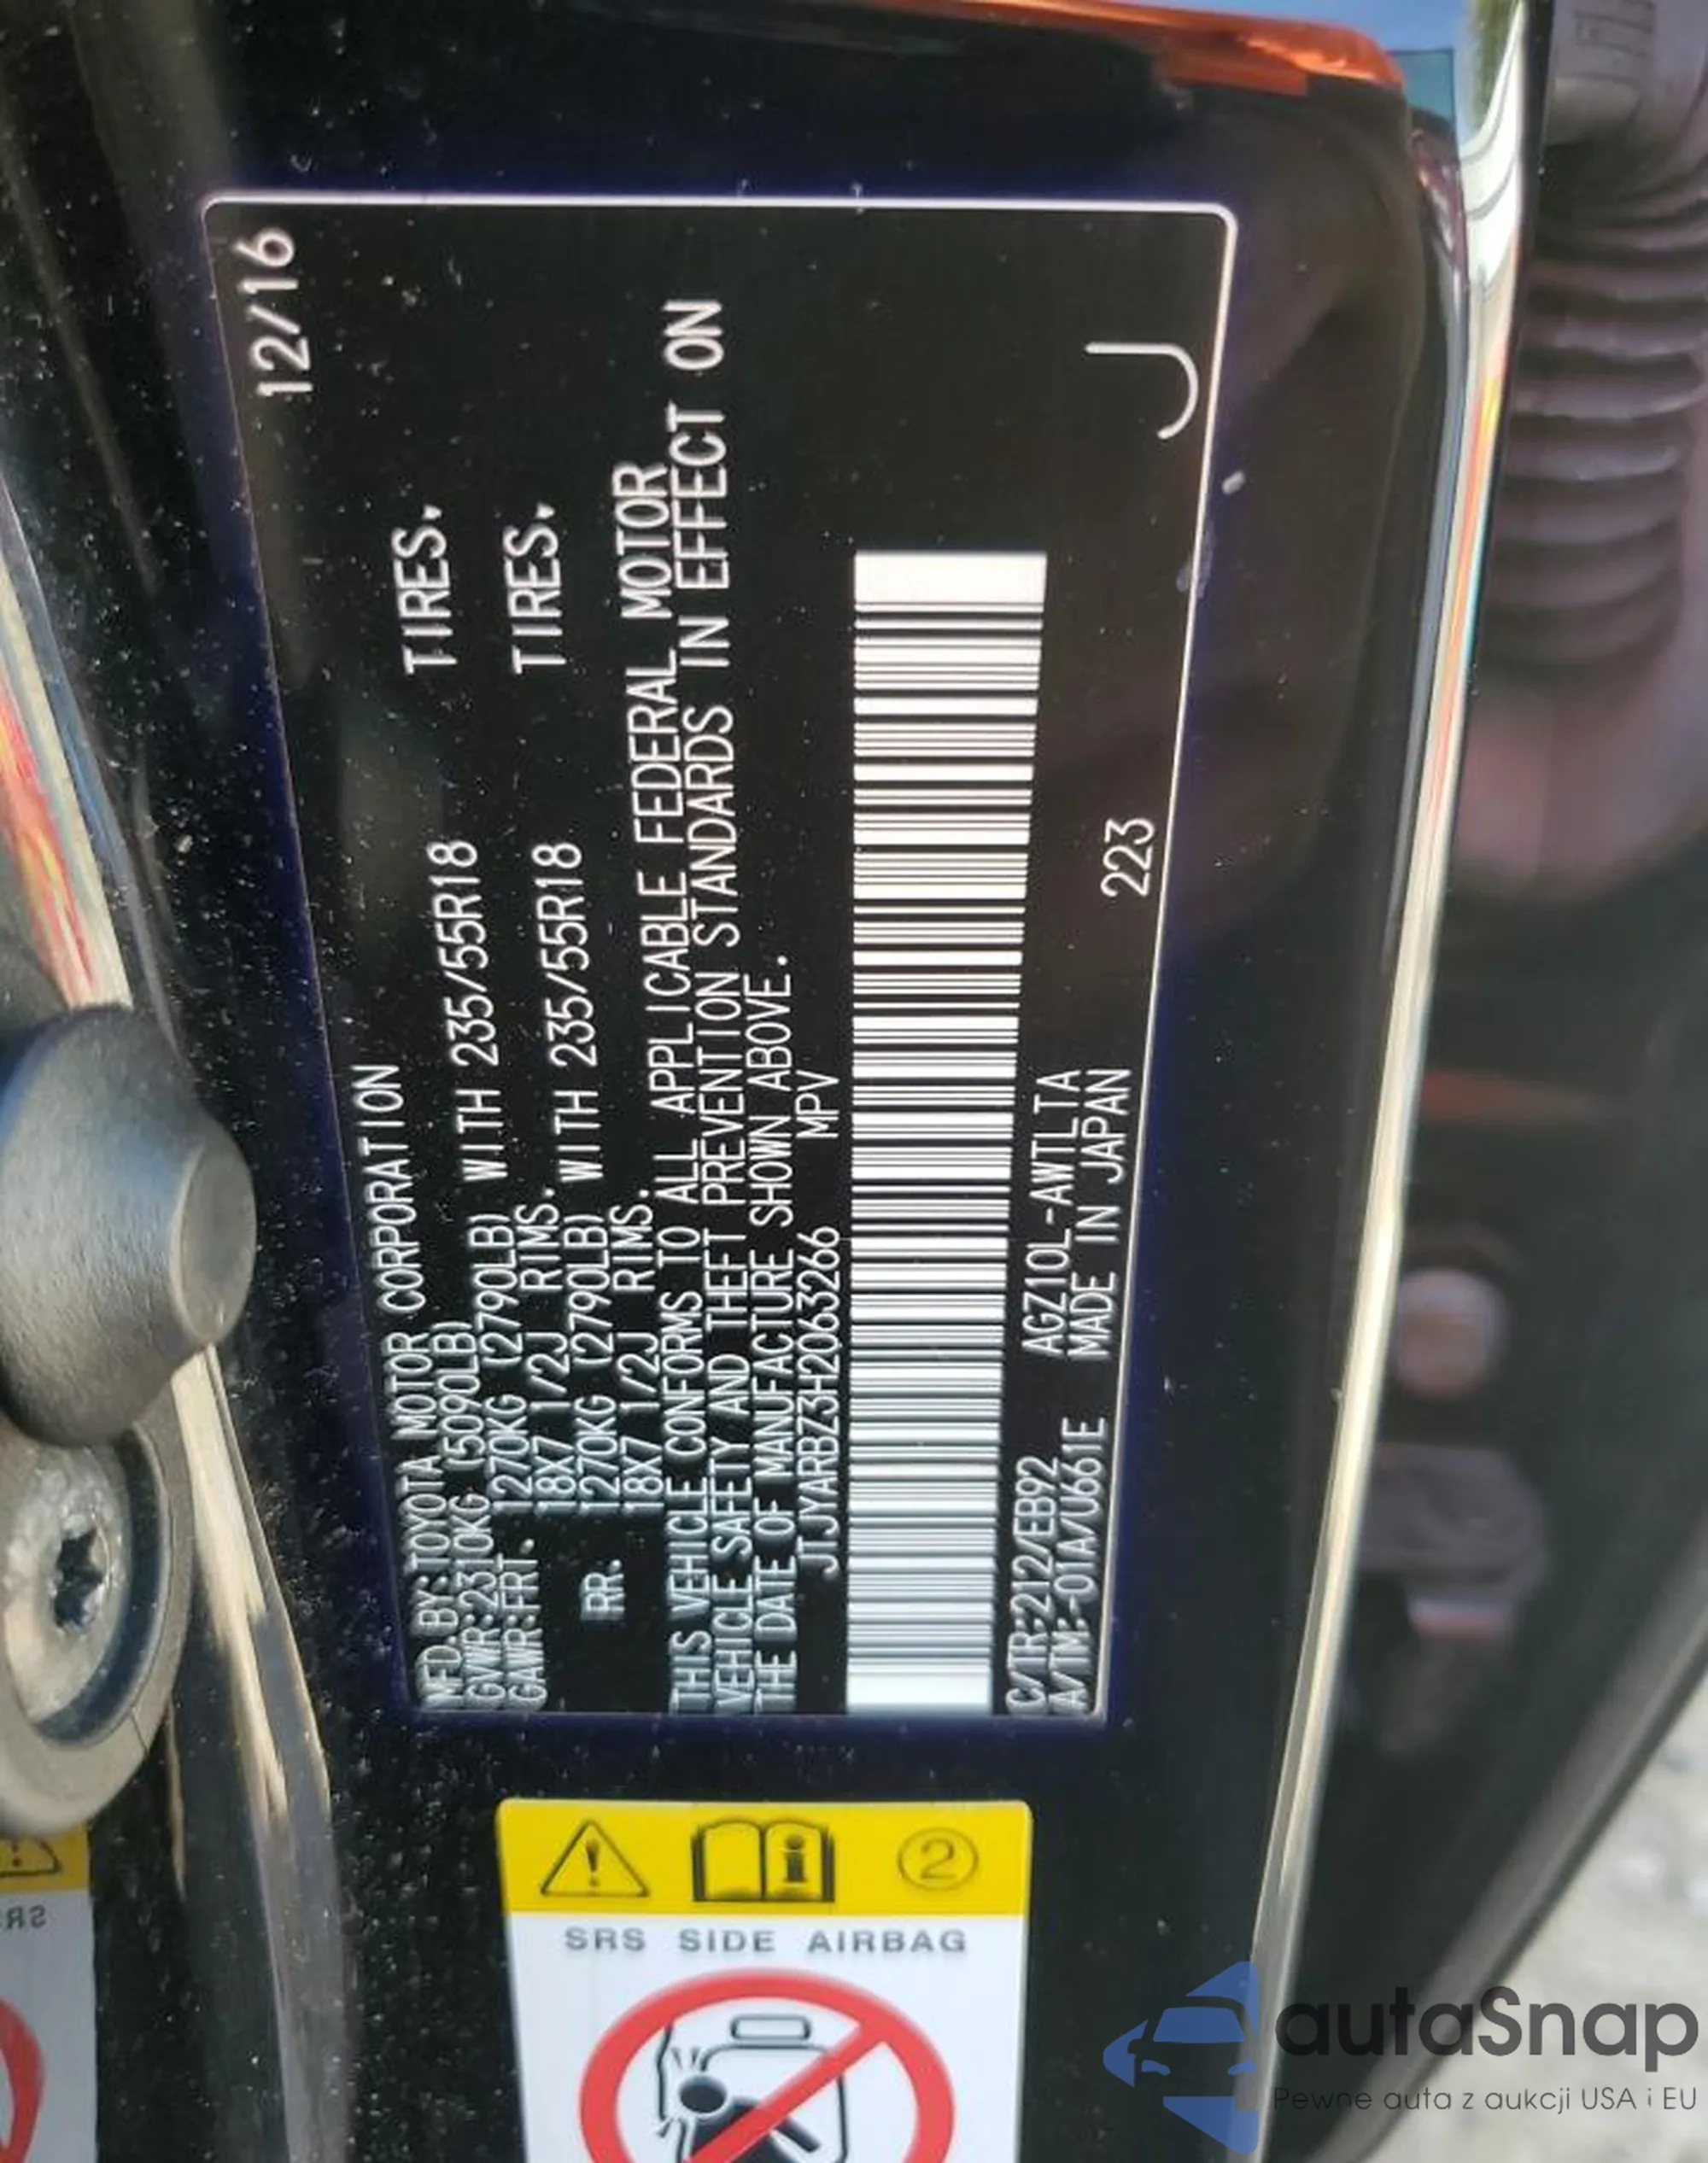 12/16
MFD.BY:TOYOTA MOTOR CORPORATION
GVWR:2310KG (5090LB)
GAWR:FRT. 1270KG (2790LB) WITH 235/55R18 TIRES.
18X7 1/2J RIMS.
RR. 1270KG (2790LB) WITH 235/55R18 TIRES.
18X7 1/2J RIMS.
THIS VEHICLE CONFORMS TO ALL APPLICABLE FEDERAL MOTOR
VEHICLE SAFETY AND THEFT PREVENTION STANDARDS IN EFFECT ON
THE DATE OF MANUFACTURE SHOWN ABOVE.
JTJYARBZ3H2063266 MPV
C/TR:212/EB92 AGZ10L-AWTLTA
A/TM:-01A/U661E MADE IN JAPAN 223
J
2
SRS SIDE AIRBAG
autaSnap
Pewne auta z aukcji USA i EU